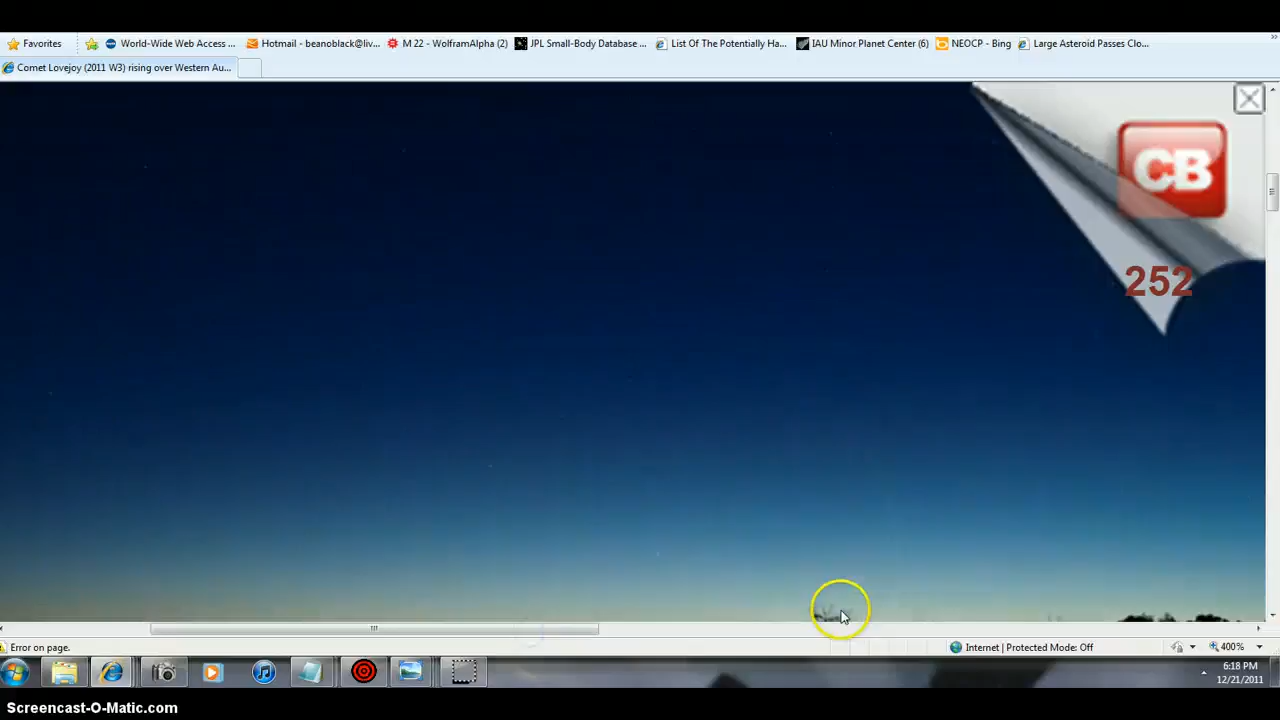 Favorites World-Wide Web Access ... Hotmail - beanoblack@liv... M 22 - WolframAlpha (2) JPL Small-Body Database ... List Of The Potentially Ha... IAU Minor Planet Center (6) NEOCP - Bing Large Asteroid Passes Clo...
Comet Lovejoy (2011 W3) rising over Western Au...
CB
252
Error on page. Internet | Protected Mode: Off 400%
6:18 PM
12/21/2011
Screencast-O-Matic.com